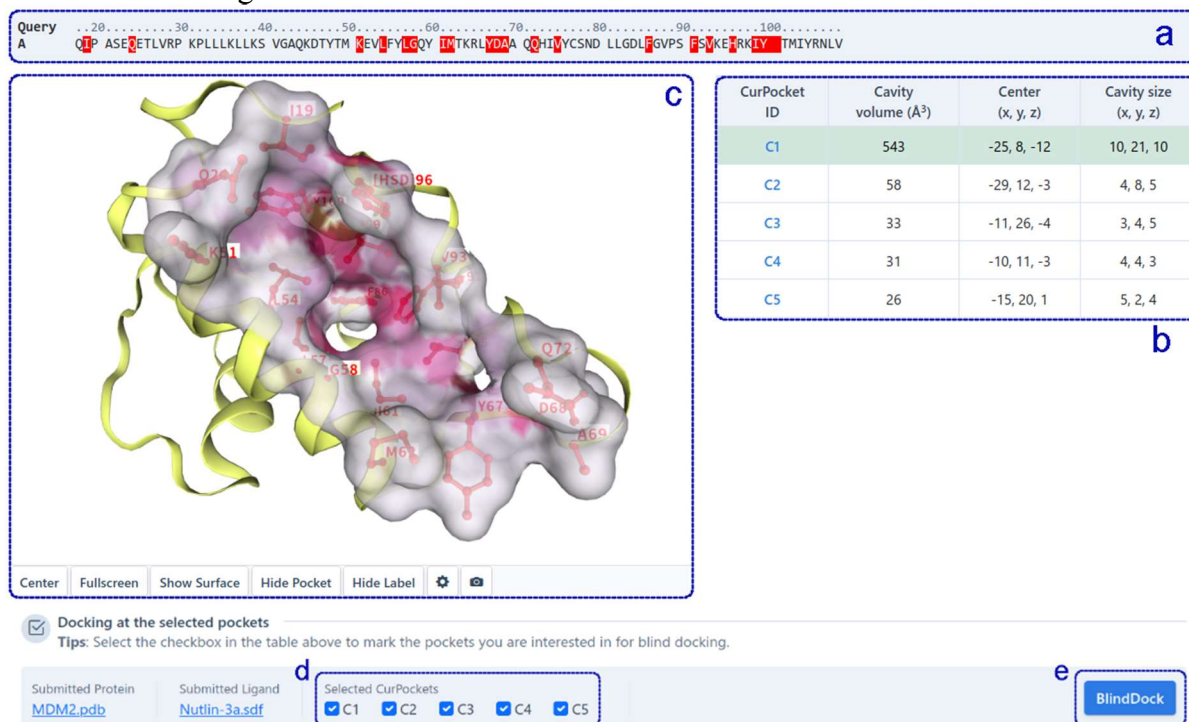 Query ..20.......30........40........50........60........70........80........90........100........
A QIP ASEQETLVRP KPLLLKLLKS VGAQKDTYTM KEVLFYLGQY IMTKRLYDAA QQHIVYCSND LLGDLFGVPS FSVKEHRKIY TMIYRNLV
a
c
I19
[HSD]96
K51
V93
L54
G58
Q72
I61
Y67
D68
A69
CurPocket ID Cavity volume (Å³) Center (x, y, z) Cavity size (x, y, z)
C1 543 -25, 8, -12 10, 21, 10
C2 58 -29, 12, -3 4, 8, 5
C3 33 -11, 26, -4 3, 4, 5
C4 31 -10, 11, -3 4, 4, 3
C5 26 -15, 20, 1 5, 2, 4
b
Center Fullscreen Show Surface Hide Pocket Hide Label
Docking at the selected pockets
Tips: Select the checkbox in the table above to mark the pockets you are interested in for blind docking.
d
e
Submitted Protein
MDM2.pdb
Submitted Ligand
Nutlin-3a.sdf
Selected CurPockets
C1 C2 C3 C4 C5
BlindDock